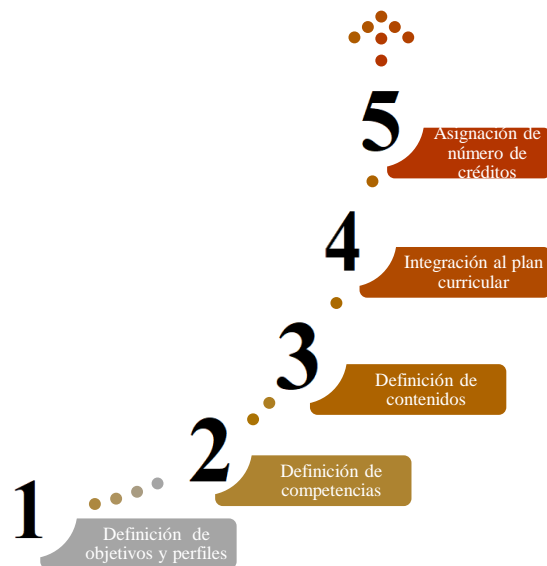 5
Asignación de
número de
créditos
4
Integración al plan
curricular
3
Definición de
contenidos
2
Definición de
competencias
1
Definición de
objetivos y perfiles